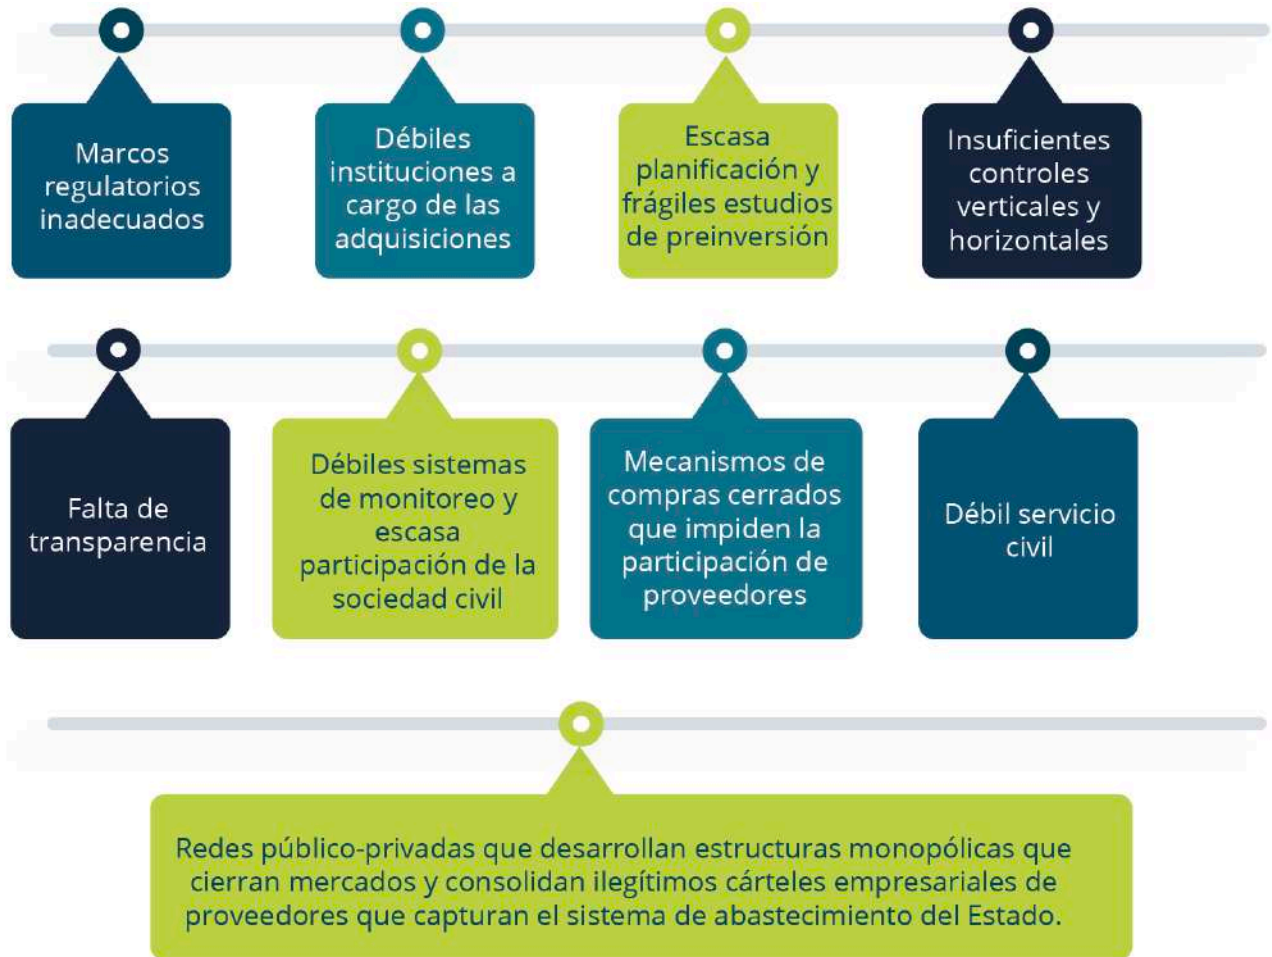 Marcos
regulatorios
inadecuados
Débiles
instituciones a
cargo de las
adquisiciones
Escasa
planificación y
frágiles estudios
de preinversión
Insuficientes
controles
verticales y
horizontales
Falta de
transparencia
Débiles sistemas
de monitoreo y
escasa
participación de la
sociedad civil
Mecanismos de
compras cerrados
que impiden la
participación de
proveedores
Débil servicio
civil
Redes público-privadas que desarrollan estructuras monopólicas que
cierran mercados y consolidan ilegítimos cárteles empresariales de
proveedores que capturan el sistema de abastecimiento del Estado.